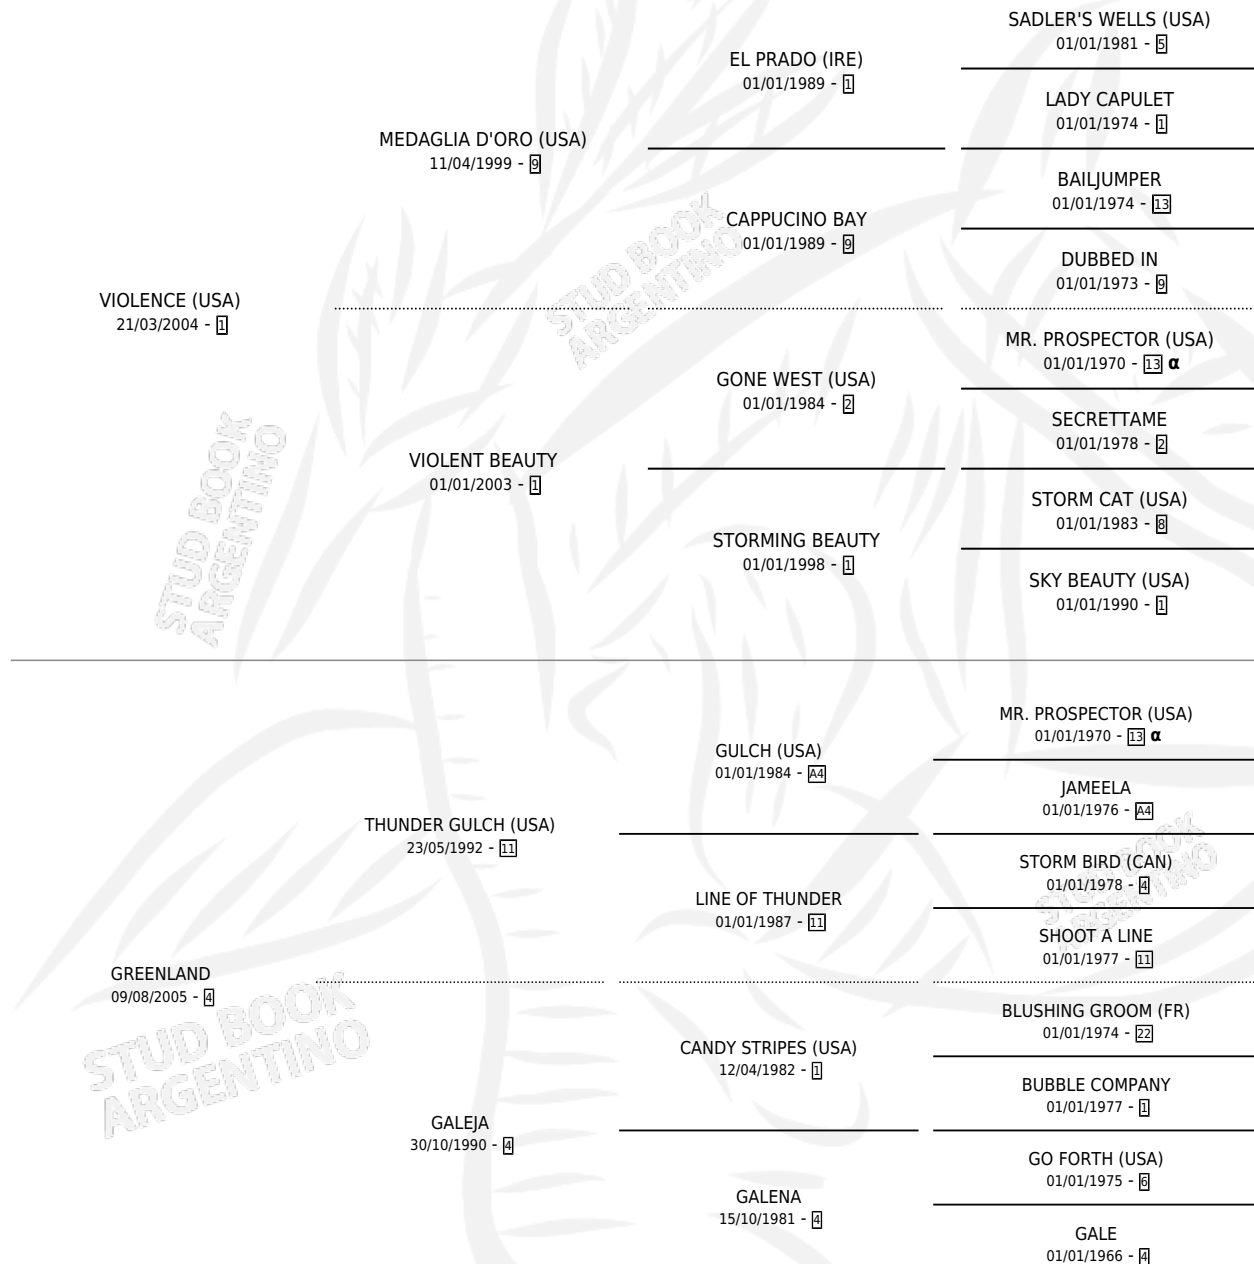 SADLER'S WELLS (USA)
01/01/1981 - 5
EL PRADO (IRE)
01/01/1989 - 1
LADY CAPULET
01/01/1974 - 1
MEDAGLIA D'ORO (USA)
11/04/1999 - 9
BAILJUMPER
01/01/1974 - 13
CAPPUCINO BAY
01/01/1989 - 9
DUBBED IN
01/01/1973 - 9
VIOLENCE (USA)
21/03/2004 - 1
MR. PROSPECTOR (USA)
01/01/1970 - 13 α
GONE WEST (USA)
01/01/1984 - 2
SECRETTAME
01/01/1978 - 2
VIOLENT BEAUTY
01/01/2003 - 1
STORM CAT (USA)
01/01/1983 - 8
STORMING BEAUTY
01/01/1998 - 1
SKY BEAUTY (USA)
01/01/1990 - 1
STUD BOOK
ARGENTINO
STUD BOOK
ARGENTINO
MR. PROSPECTOR (USA)
01/01/1970 - 13 α
GULCH (USA)
01/01/1984 - A4
JAMEELA
01/01/1976 - A4
THUNDER GULCH (USA)
23/05/1992 - 11
STORM BIRD (CAN)
01/01/1978 - 4
LINE OF THUNDER
01/01/1987 - 11
SHOOT A LINE
01/01/1977 - 11
GREENLAND
09/08/2005 - 4
BLUSHING GROOM (FR)
01/01/1974 - 22
CANDY STRIPES (USA)
12/04/1982 - 1
BUBBLE COMPANY
01/01/1977 - 1
GALEJA
30/10/1990 - 4
GO FORTH (USA)
01/01/1975 - 6
GALENA
15/10/1981 - 4
GALE
01/01/1966 - 4
STUD BOOK
ARGENTINO
STUD BOOK
ARGENTINO